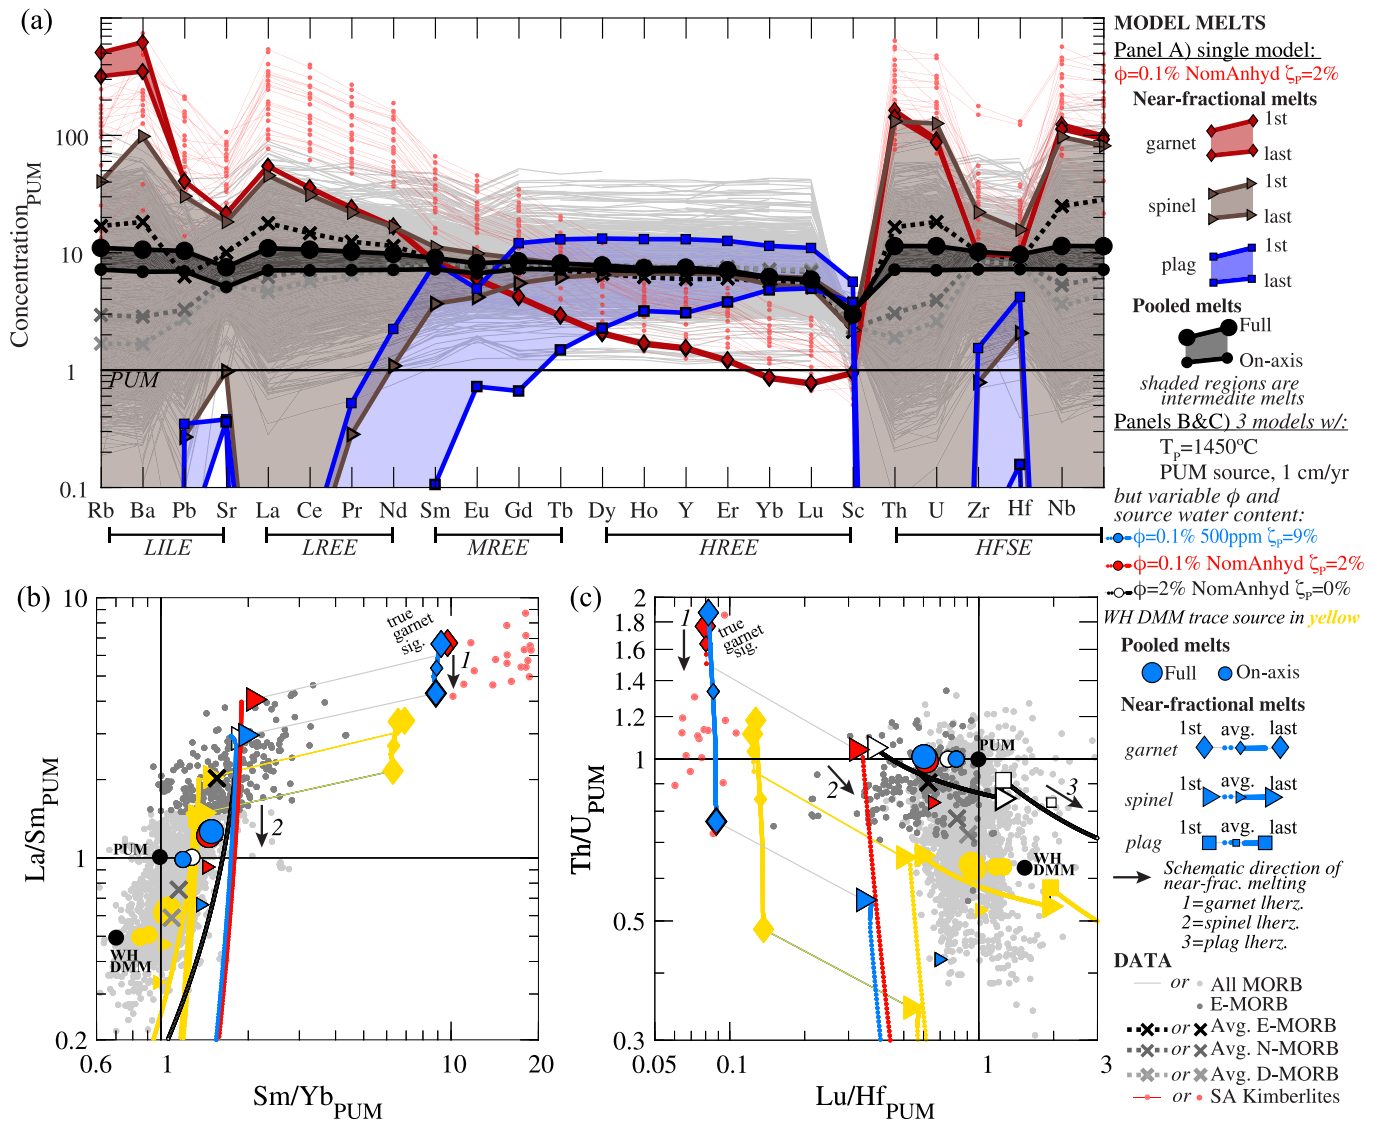 (a)
Concentration PUM
100
10
1
0.1
PUM
Rb Ba Pb Sr La Ce Pr Nd Sm Eu Gd Tb Dy Ho Y Er Yb Lu Sc Th U Zr Hf Nb
LILE LREE MREE HREE HFSE
MODEL MELTS
Panel A) single model:
ϕ=0.1% NomAnhyd ζP=2%
Near-fractional melts
1st
garnet
last
1st
spinel
last
1st
plag
last
Pooled melts
Full
On-axis
shaded regions are
intermedite melts
Panels B&C) 3 models w/:
TP=1450ºC
PUM source, 1 cm/yr
but variable ϕ and
source water content:
ϕ=0.1% 500ppm ζP=9%
ϕ=0.1% NomAnhyd ζP=2%
ϕ=2% NomAnhyd ζP=0%
WH DMM trace source in yellow
Pooled melts
Full On-axis
Near-fractional melts
1st avg. last
garnet
1st avg. last
spinel
1st avg. last
plag
Schematic direction of
near-frac. melting
1=garnet lherz.
2=spinel lherz.
3=plag lherz.
DATA
or All MORB
E-MORB
or Avg. E-MORB
or Avg. N-MORB
or Avg. D-MORB
or SA Kimberlites
(b)
La/Sm PUM
10
1
0.2
true
garnet
sig.
1
2
PUM
WH
DMM
0.6 1 10 20
Sm/Yb PUM
(c)
Th/U PUM
2
1.8
1.6
1.4
1.2
1
0.5
0.3
1
true
garnet
sig.
2
3
PUM
WH
DMM
0.05 0.1 1 3
Lu/Hf PUM